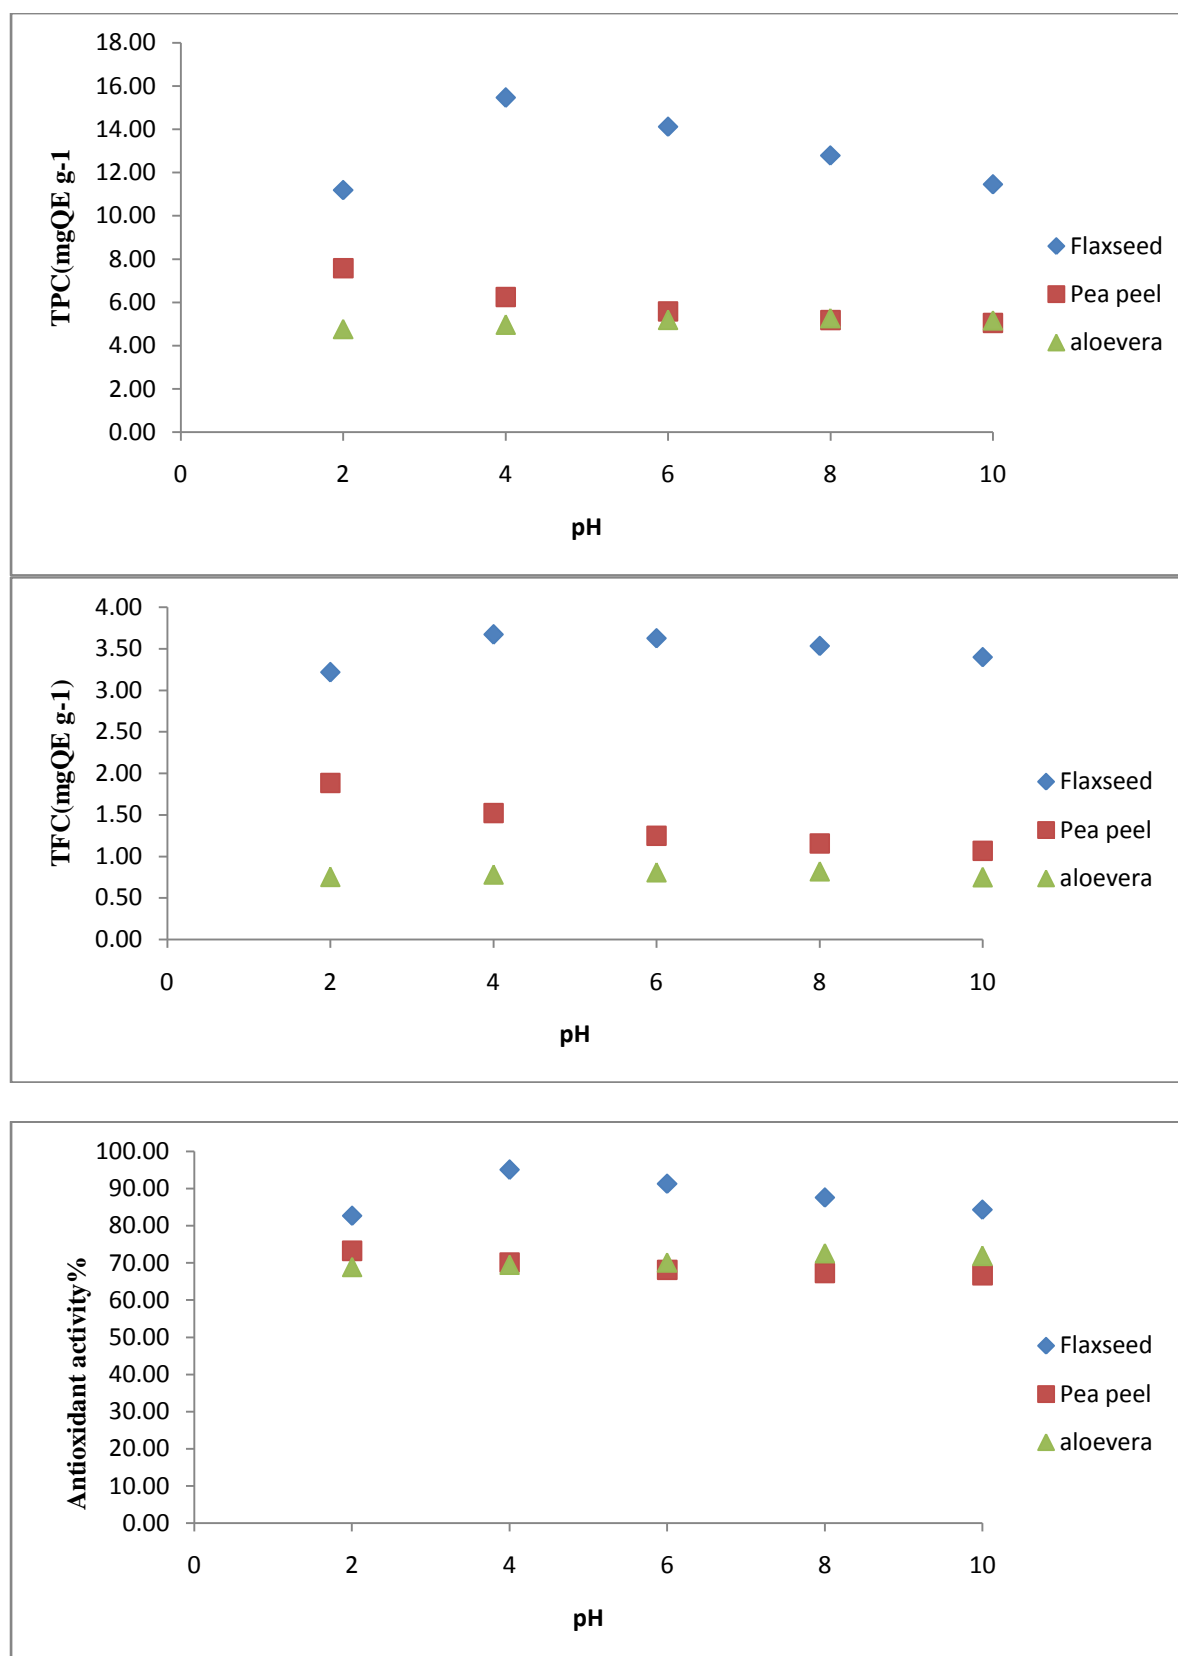 18.00
16.00
14.00
12.00
10.00
8.00
6.00
4.00
2.00
0.00
TPC(mgQE g-1
0 2 4 6 8 10
pH
Flaxseed
Pea peel
aloevera
4.00
3.50
3.00
2.50
2.00
1.50
1.00
0.50
0.00
TFC(mgQE g-1)
0 2 4 6 8 10
pH
Flaxseed
Pea peel
aloevera
100.00
90.00
80.00
70.00
60.00
50.00
40.00
30.00
20.00
10.00
0.00
Antioxidant activity%
0 2 4 6 8 10
pH
Flaxseed
Pea peel
aloevera